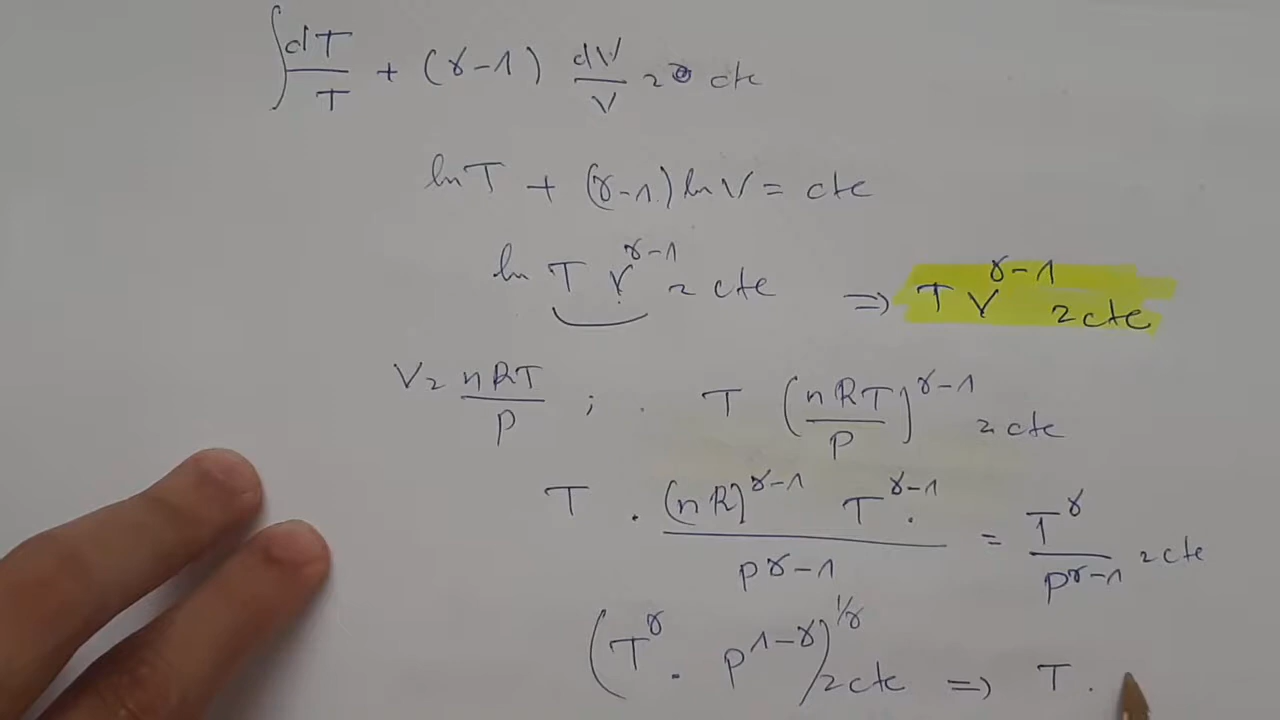 ∫ dT/T + (γ-1) dV/V = cte
ln T + (γ-1) ln V = cte
ln T V^γ-1 = cte ⇒ T V^γ-1 = cte
V = nRT/P ; T (nRT/P)^γ-1 = cte
T . (nR)^γ-1 T^γ-1 / P^γ-1 = T^γ / P^γ-1 = cte
(T^γ . P^1-γ)^1/γ = cte ⇒ T .